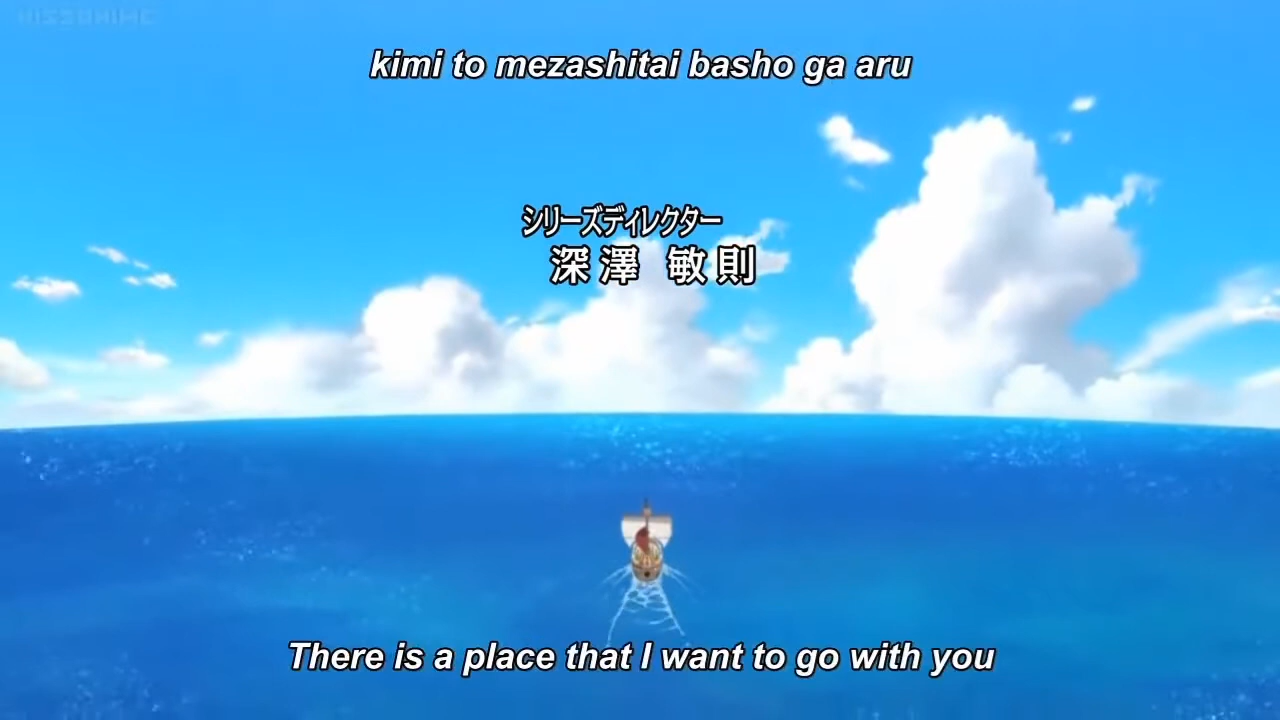 kimi to mezashitai basho ga aru
シリーズディレクター
深澤 敏則
There is a place that I want to go with you